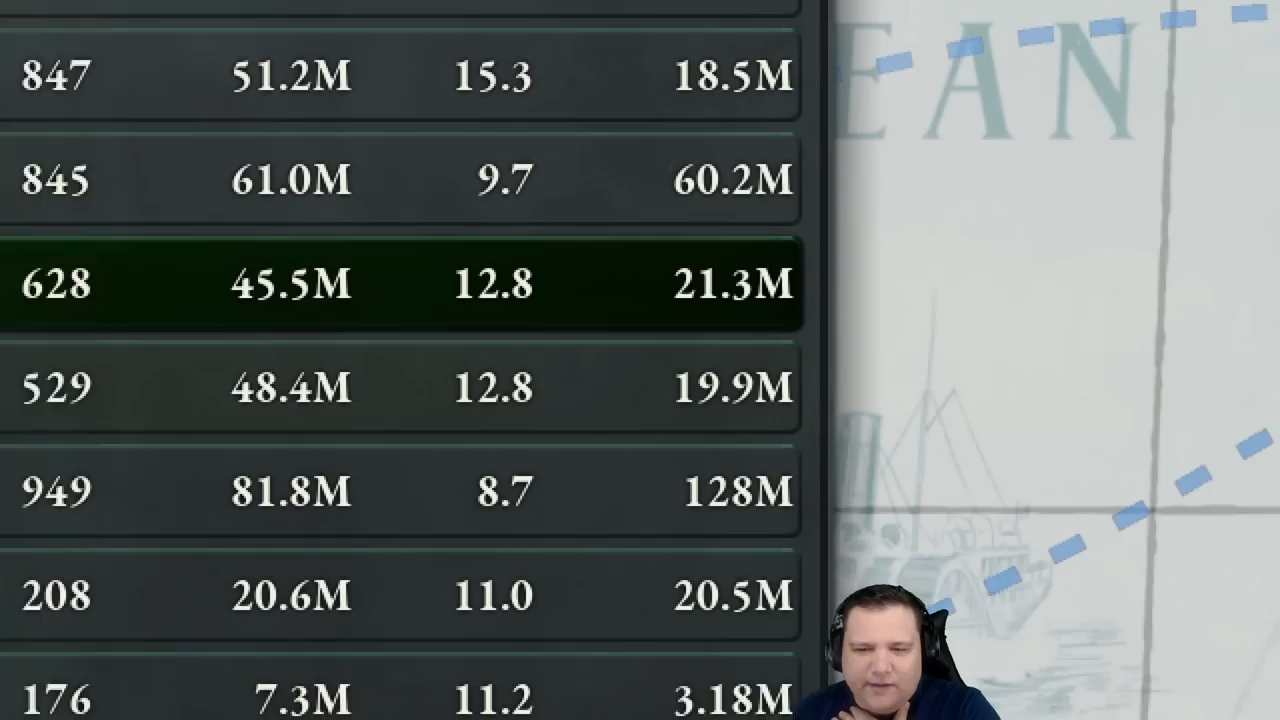 847 51.2M 15.3 18.5M
EAN
845 61.0M 9.7 60.2M
628 45.5M 12.8 21.3M
529 48.4M 12.8 19.9M
949 81.8M 8.7 128M
208 20.6M 11.0 20.5M
176 7.3M 11.2 3.18M